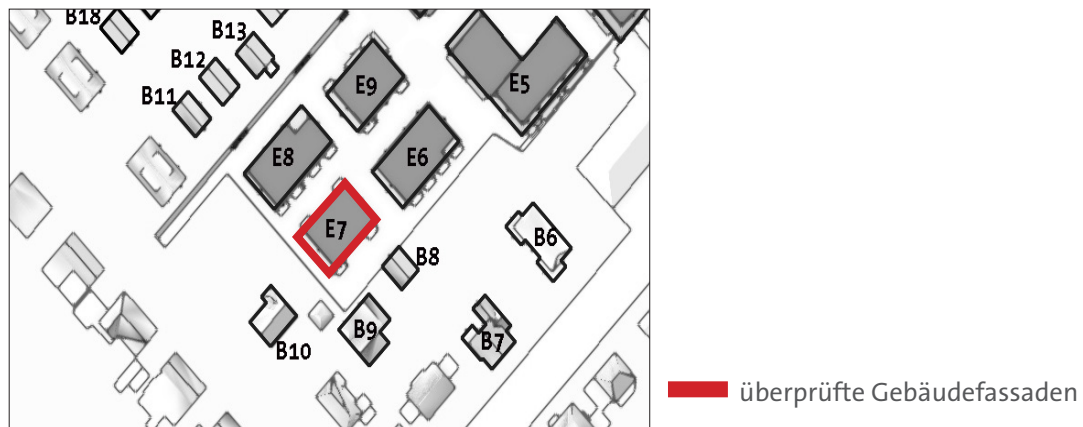 B18
B13
B12
B11
E9
E5
E8
E6
E7
B6
B8
B9
B7
B10
überprüfte Gebäudefassaden